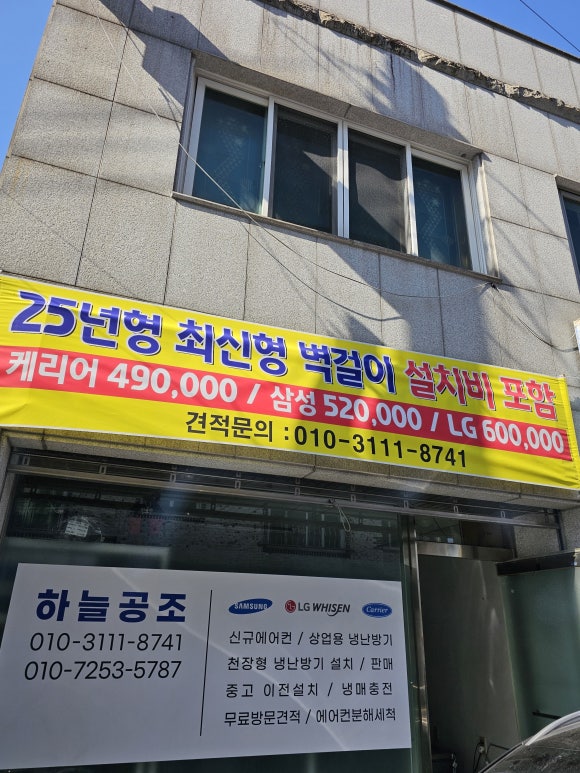 25년형 최신형 벽걸이 설치비 포함
케리어 490,000 / 삼성 520,000 / LG 600,000
견적문의 : 010-3111-8741
하늘공조
010-3111-8741
010-7253-5787
SAMSUNG LG WHISEN Carrier
신규에어컨 / 상업용 냉난방기
천장형 냉난방기 설치 / 판매
중고 이전설치 / 냉매충전
무료방문견적 / 에어컨분해세척